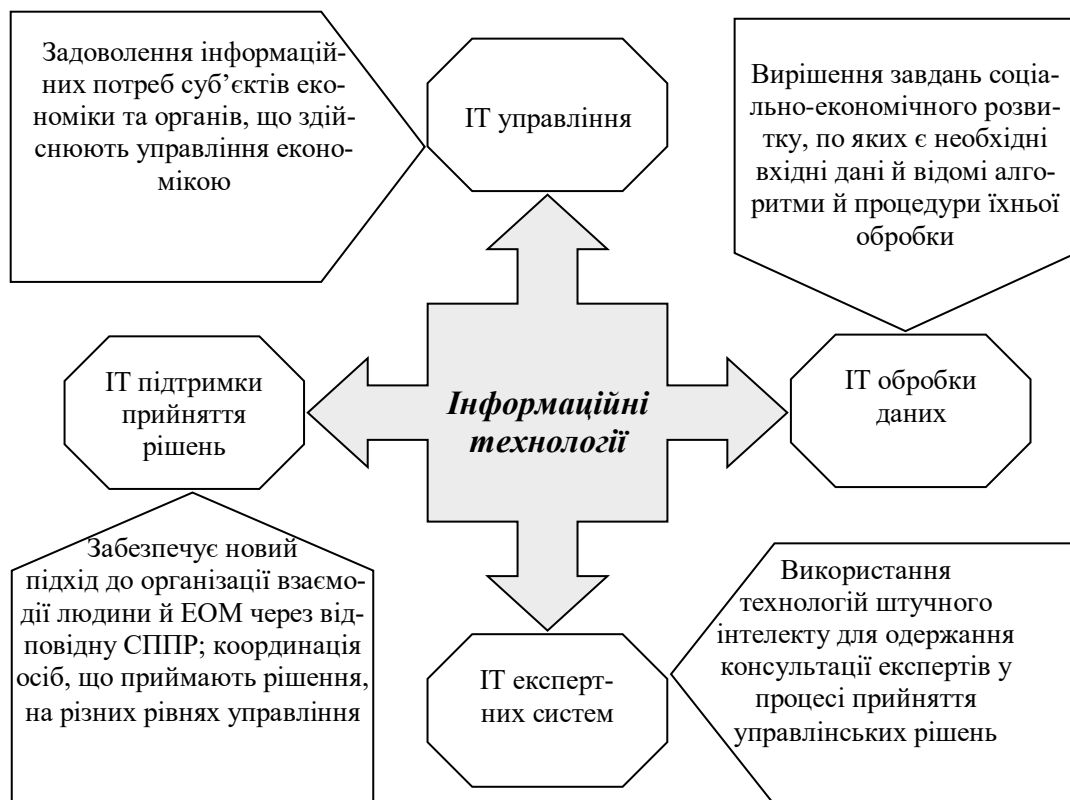 Задоволення інформацій-
них потреб суб’єктів еко-
номіки та органів, що здій-
снюють управління еконо-
мікою
ІТ управління
Вирішення завдань соціа-
льно-економічного розви-
тку, по яких є необхідні
вхідні дані й відомі алго-
ритми й процедури їхньої
обробки
ІТ підтримки
прийняття
рішень
Інформаційні
технології
ІТ обробки
даних
Забезпечує новий
підхід до організації взаємо-
дії людини й ЕОМ через від-
повідну СППР; координація
осіб, що приймають рішення,
на різних рівнях управління
ІТ експерт-
них систем
Використання
технологій штучного
інтелекту для одержання
консультації експертів у
процесі прийняття
управлінських рішень